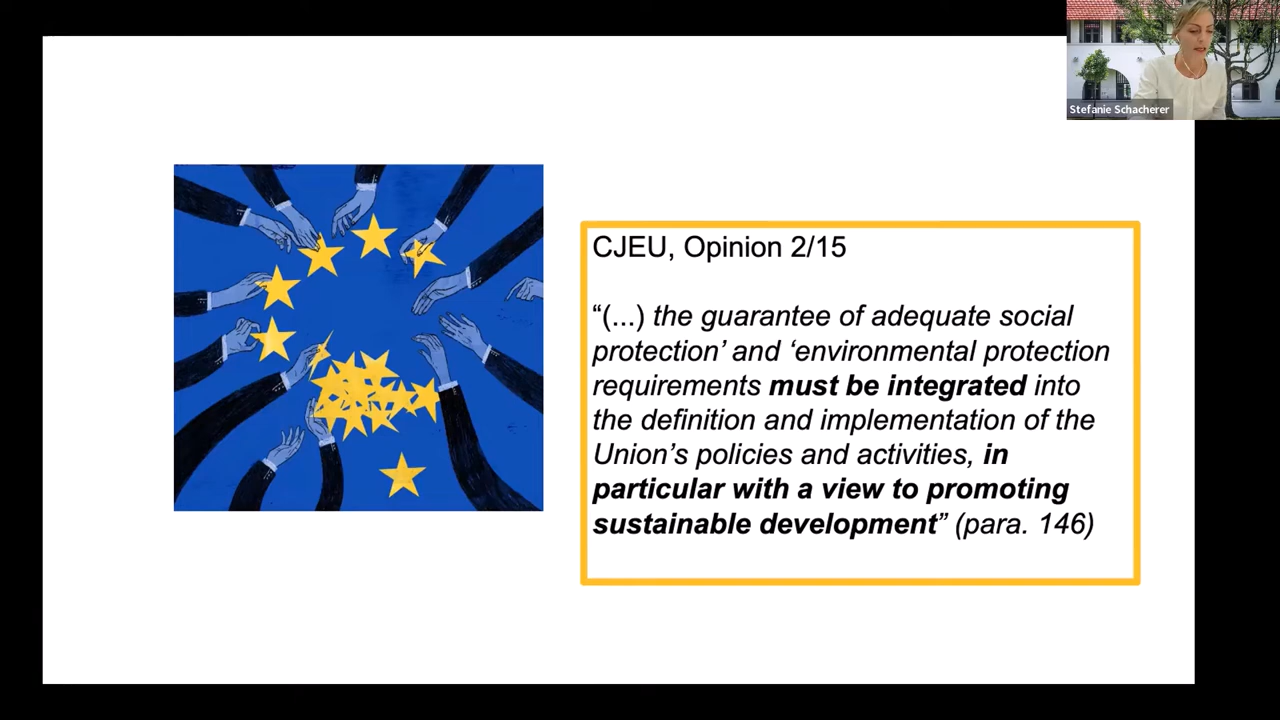 Stefanie Schacherer
CJEU, Opinion 2/15
“(...) the guarantee of adequate social
protection’ and ‘environmental protection
requirements must be integrated into
the definition and implementation of the
Union’s policies and activities, in
particular with a view to promoting
sustainable development” (para. 146)